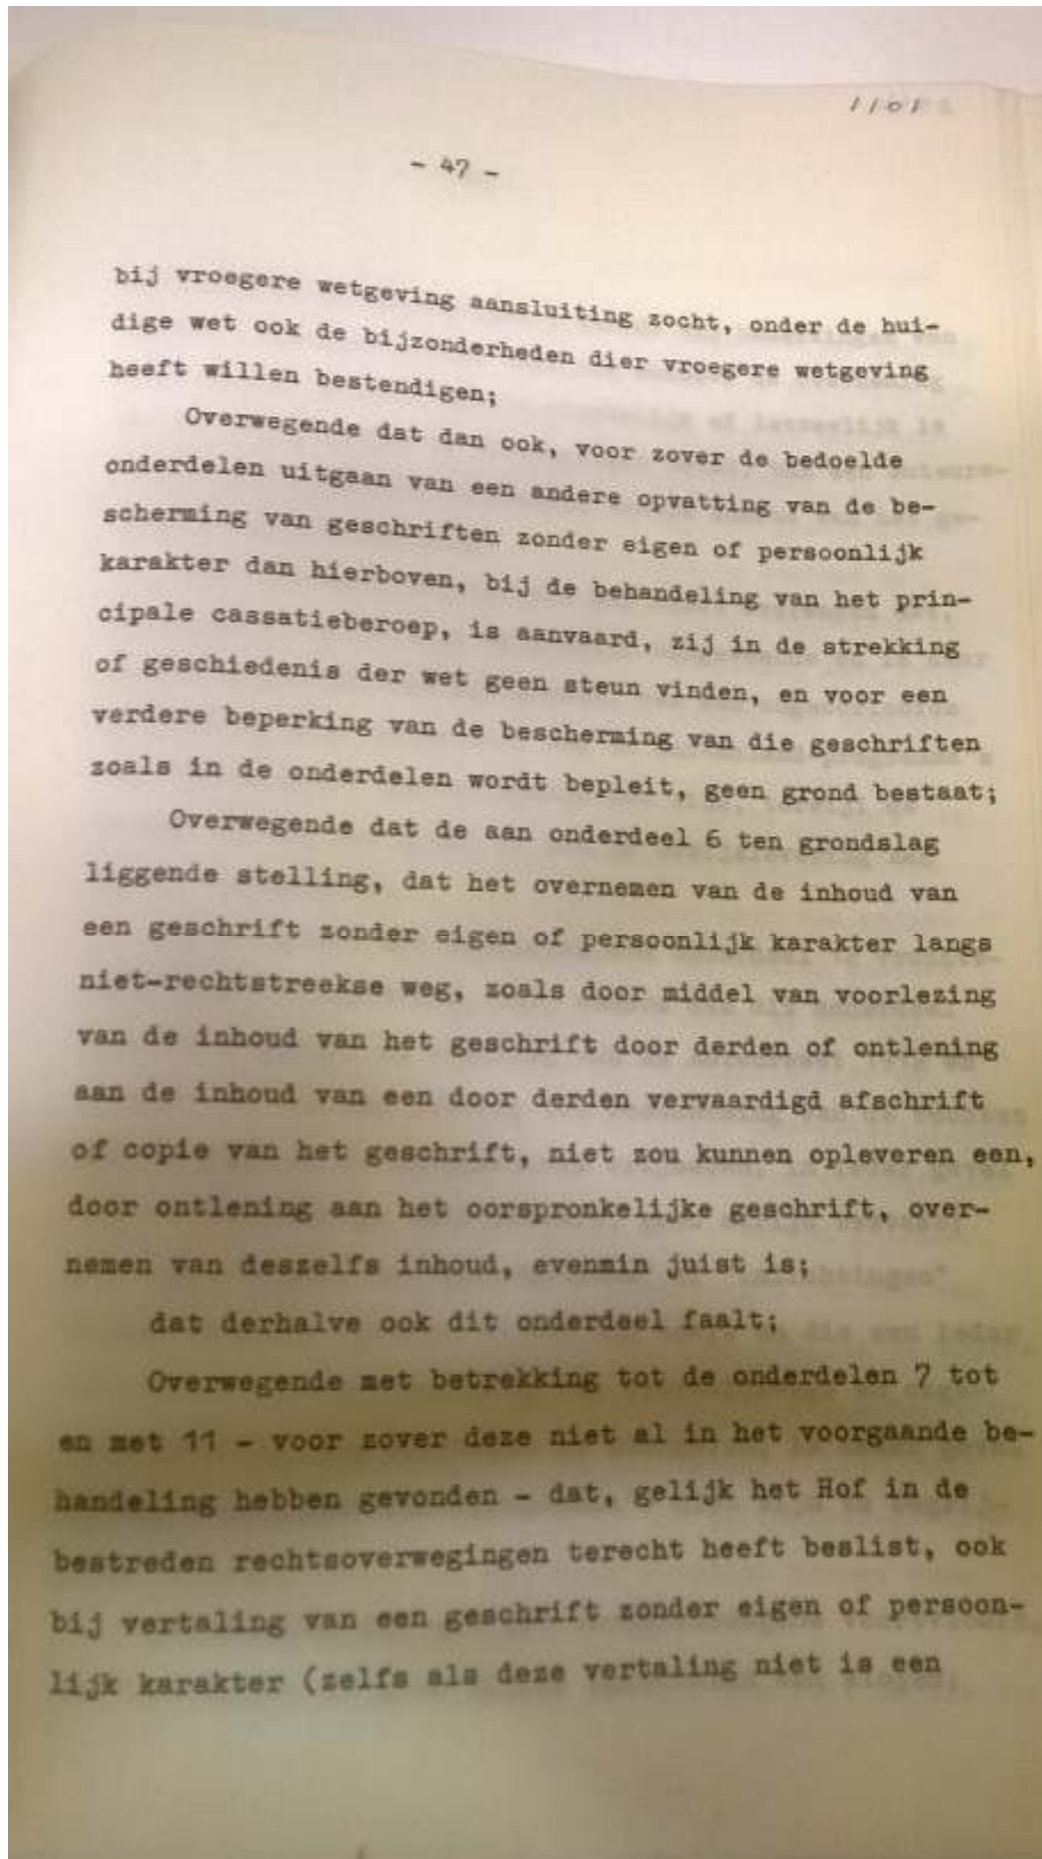 1101
- 47 -
bij vroegere wetgeving aansluiting zocht, onder de hui-
dige wet ook de bijzonderheden dier vroegere wetgeving
heeft willen bestendigen;
Overwegende dat dan ook, voor zover de bedoelde
onderdelen uitgaan van een andere opvatting van de be-
scherming van geschriften zonder eigen of persoonlijk
karakter dan hierboven, bij de behandeling van het prin-
cipale cassatieberoep, is aanvaard, zij in de strekking
of geschiedenis der wet geen steun vinden, en voor een
verdere beperking van de bescherming van die geschriften
zoals in de onderdelen wordt bepleit, geen grond bestaat;
Overwegende dat de aan onderdeel 6 ten grondslag
liggende stelling, dat het overnemen van de inhoud van
een geschrift zonder eigen of persoonlijk karakter langs
niet-rechtstreekse weg, zoals door middel van voorlezing
van de inhoud van het geschrift door derden of ontlening
aan de inhoud van een door derden vervaardigd afschrift
of copie van het geschrift, niet zou kunnen opleveren een,
door ontlening aan het oorspronkelijke geschrift, over-
nemen van deszelfs inhoud, evenmin juist is;
dat derhalve ook dit onderdeel faalt;
Overwegende met betrekking tot de onderdelen 7 tot
en met 11 - voor zover deze niet al in het voorgaande be-
handeling hebben gevonden - dat, gelijk het Hof in de
bestreden rechtsoverwegingen terecht heeft beslist, ook
bij vertaling van een geschrift zonder eigen of persoon-
lijk karakter (zelfs als deze vertaling niet is een